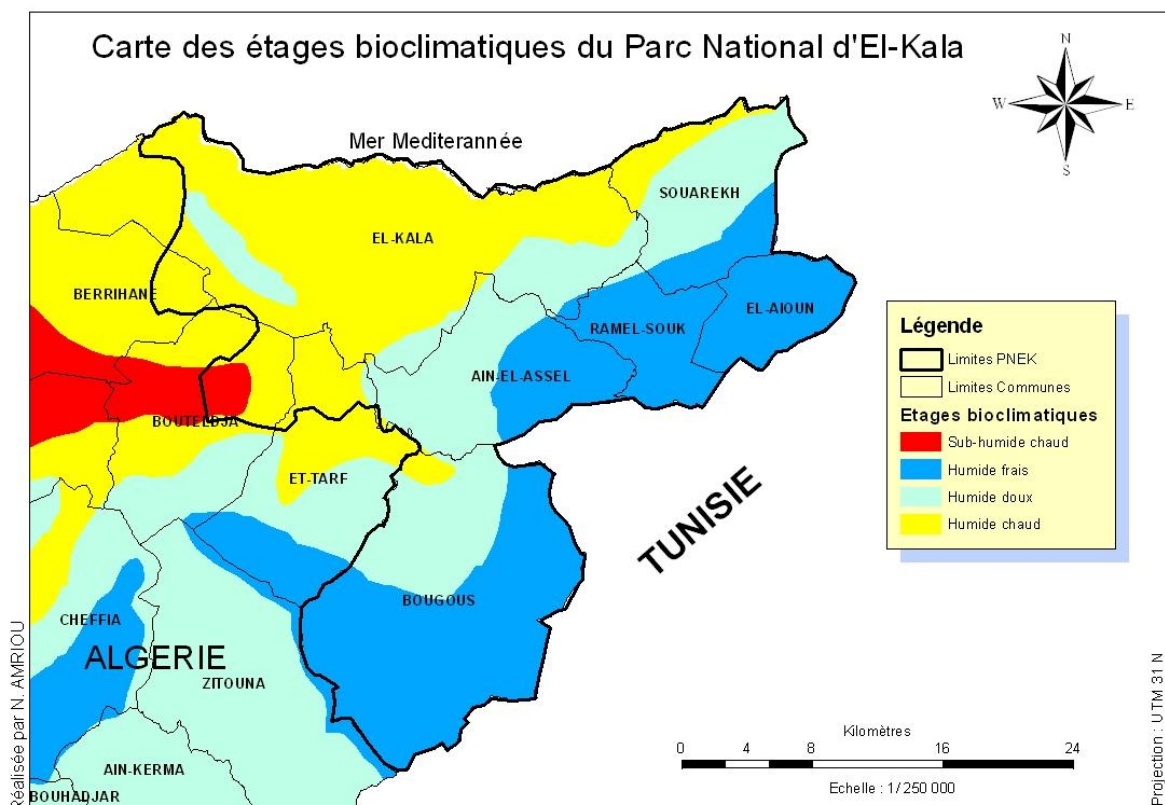 Carte des étages bioclimatiques du Parc National d'El-Kala
N
W
E
S
Mer Mediterannée
SOUAREKH
EL-KALA
BERRIHANE
EL-AIOUN
RAMEL-SOUK
AIN-EL-ASSEL
BOUTELDJA
ET-TARF
TUNISIE
BOUGOUS
CHEFFIA
ALGERIE
ZITOUNA
AIN-KERMA
BOUHADJAR
Légende
Limites PNEK
Limites Communes
Etages bioclimatiques
Sub-humide chaud
Humide frais
Humide doux
Humide chaud
Kilomètres
0 4 8 16 24
Echelle : 1/ 250 000
Réalisée par N. AMRIOU
Projection : UTM 31 N